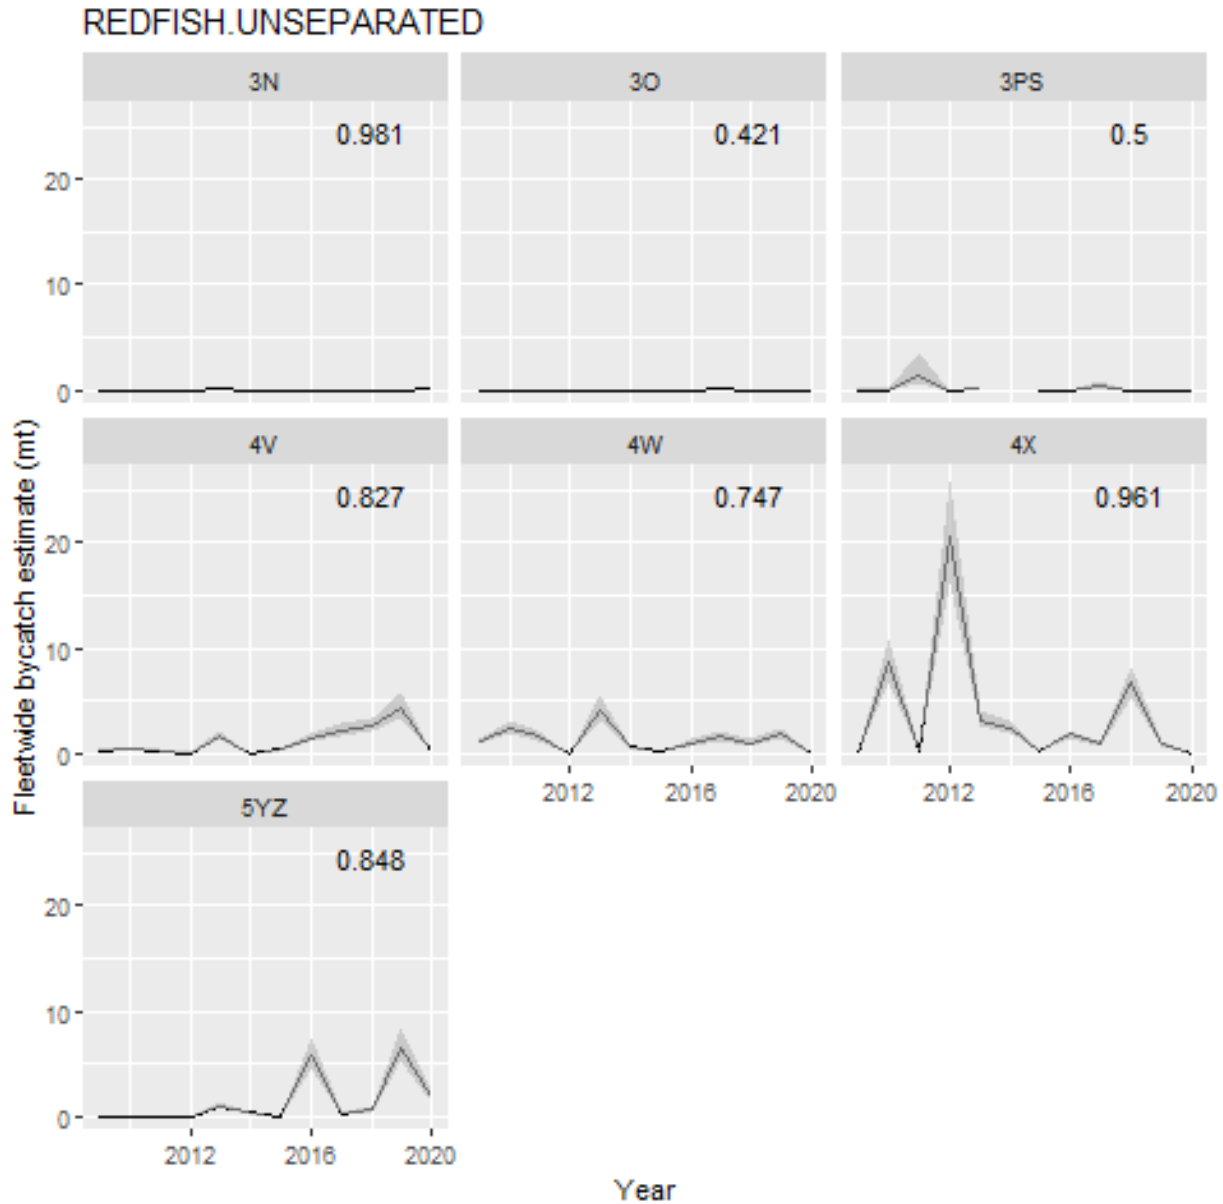 REDFISH.UNSEPARATED
3N 3O 3PS
0.981 0.421 0.5
20
10
0
4V 4W 4X
0.827 0.747 0.961
20
10
0
2012 2016 2020 2012 2016 2020
5YZ
0.848
20
10
0
2012 2016 2020
Fleetwide bycatch estimate (mt)
Year